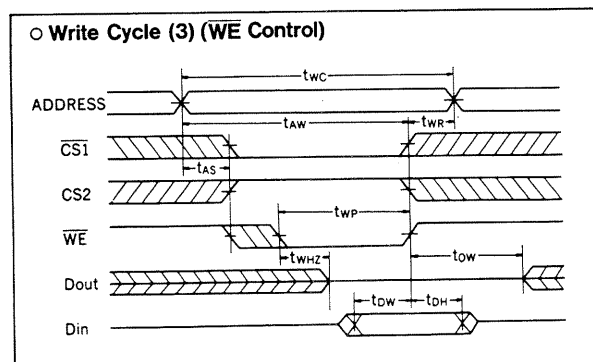 ○ Write Cycle (3) (WE Control)
tWC
ADDRESS
tAW
tWR
CS1
tAS
CS2
tWP
WE
tWHZ
tOW
Dout
tDW
tDH
Din